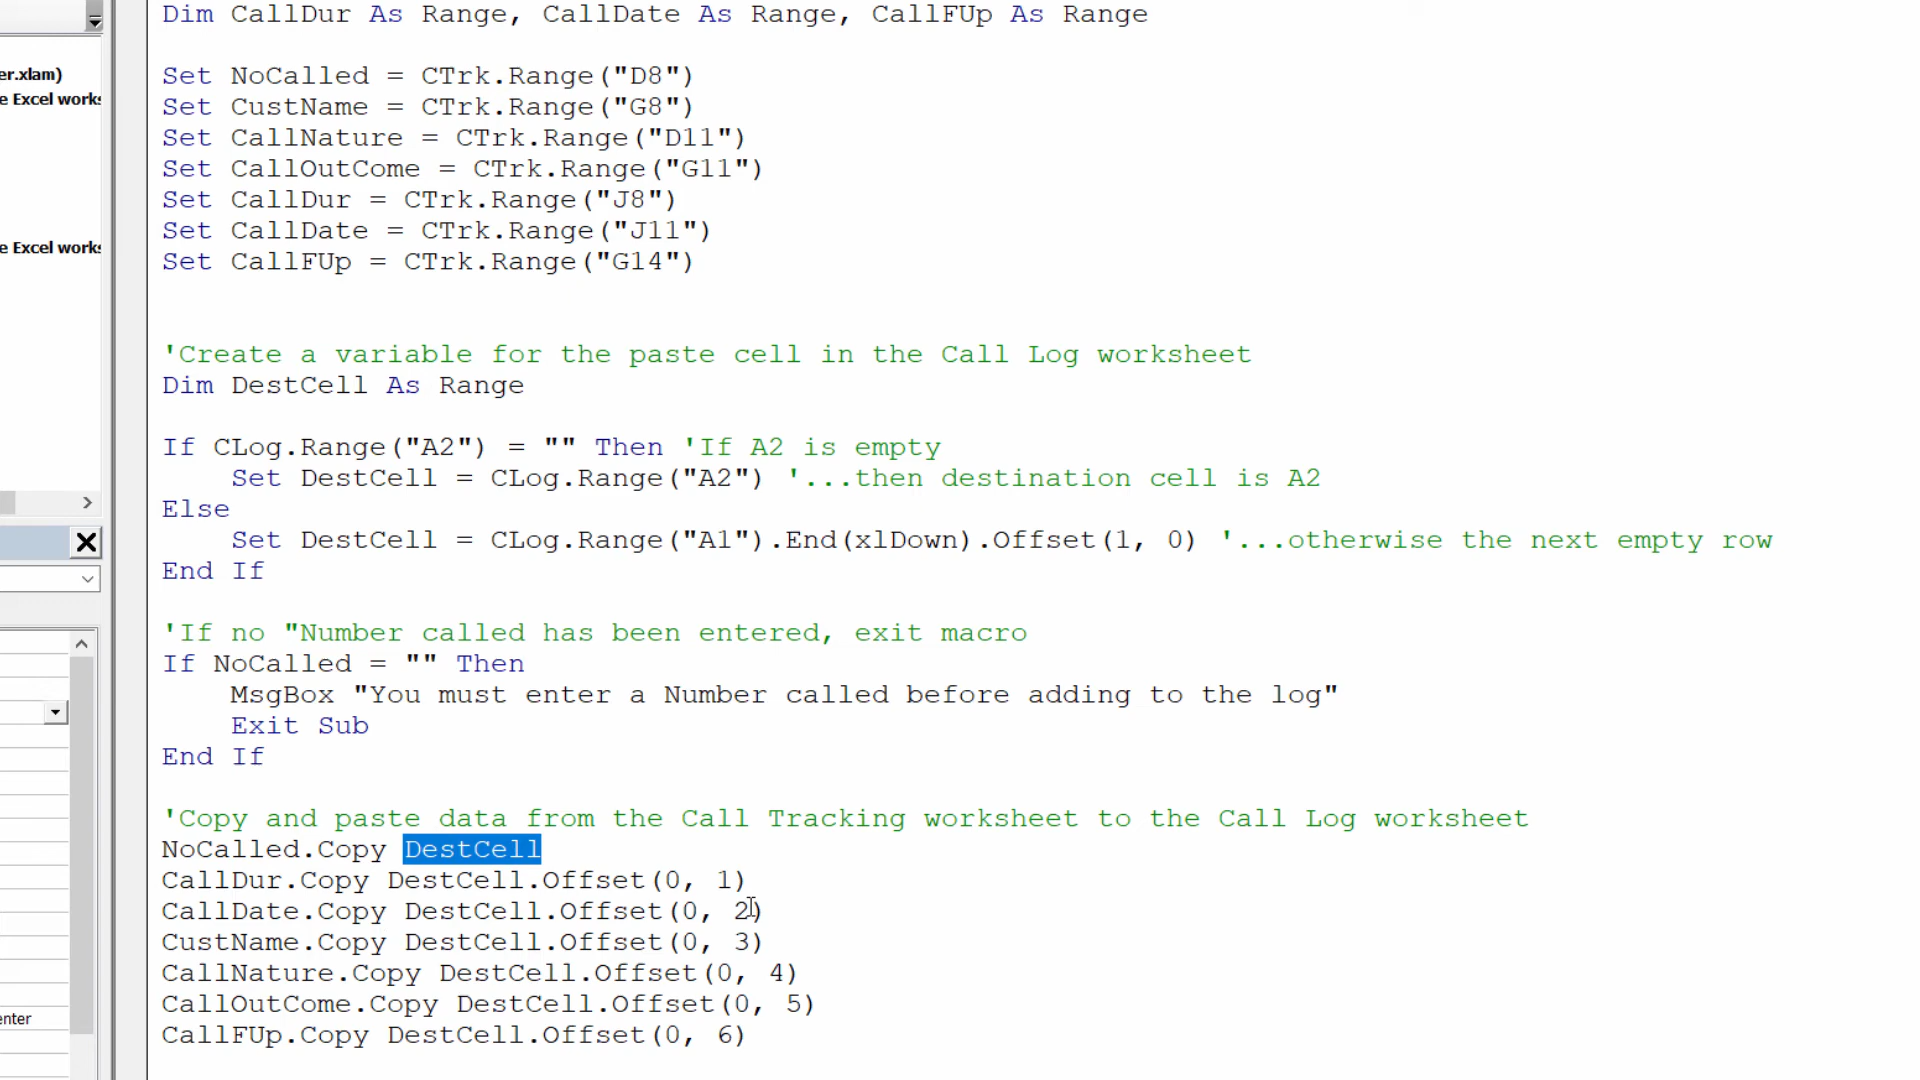 Dim CallDur As Range, CallDate As Range, CallFUp As Range
er.xlam)
Set NoCalled = CTrk.Range("D8")
e Excel works
Set CustName = CTrk.Range("G8")
Set CallNature = CTrk.Range("D11")
Set CallOutCome = CTrk.Range("G11")
Set CallDur = CTrk.Range("J8")
Set CallDate = CTrk.Range("J11")
e Excel works
Set CallFUp = CTrk.Range("G14")
'Create a variable for the paste cell in the Call Log worksheet
Dim DestCell As Range
If CLog.Range("A2") = "" Then 'If A2 is empty
Set DestCell = CLog.Range("A2") '...then destination cell is A2
Else
Set DestCell = CLog.Range("A1").End(xlDown).Offset(1, 0) '...otherwise the next empty row
End If
'If no "Number called has been entered, exit macro
If NoCalled = "" Then
MsgBox "You must enter a Number called before adding to the log"
Exit Sub
End If
'Copy and paste data from the Call Tracking worksheet to the Call Log worksheet
NoCalled.Copy DestCell
CallDur.Copy DestCell.Offset(0, 1)
CallDate.Copy DestCell.Offset(0, 2)
CustName.Copy DestCell.Offset(0, 3)
CallNature.Copy DestCell.Offset(0, 4)
CallOutCome.Copy DestCell.Offset(0, 5)
enter
CallFUp.Copy DestCell.Offset(0, 6)